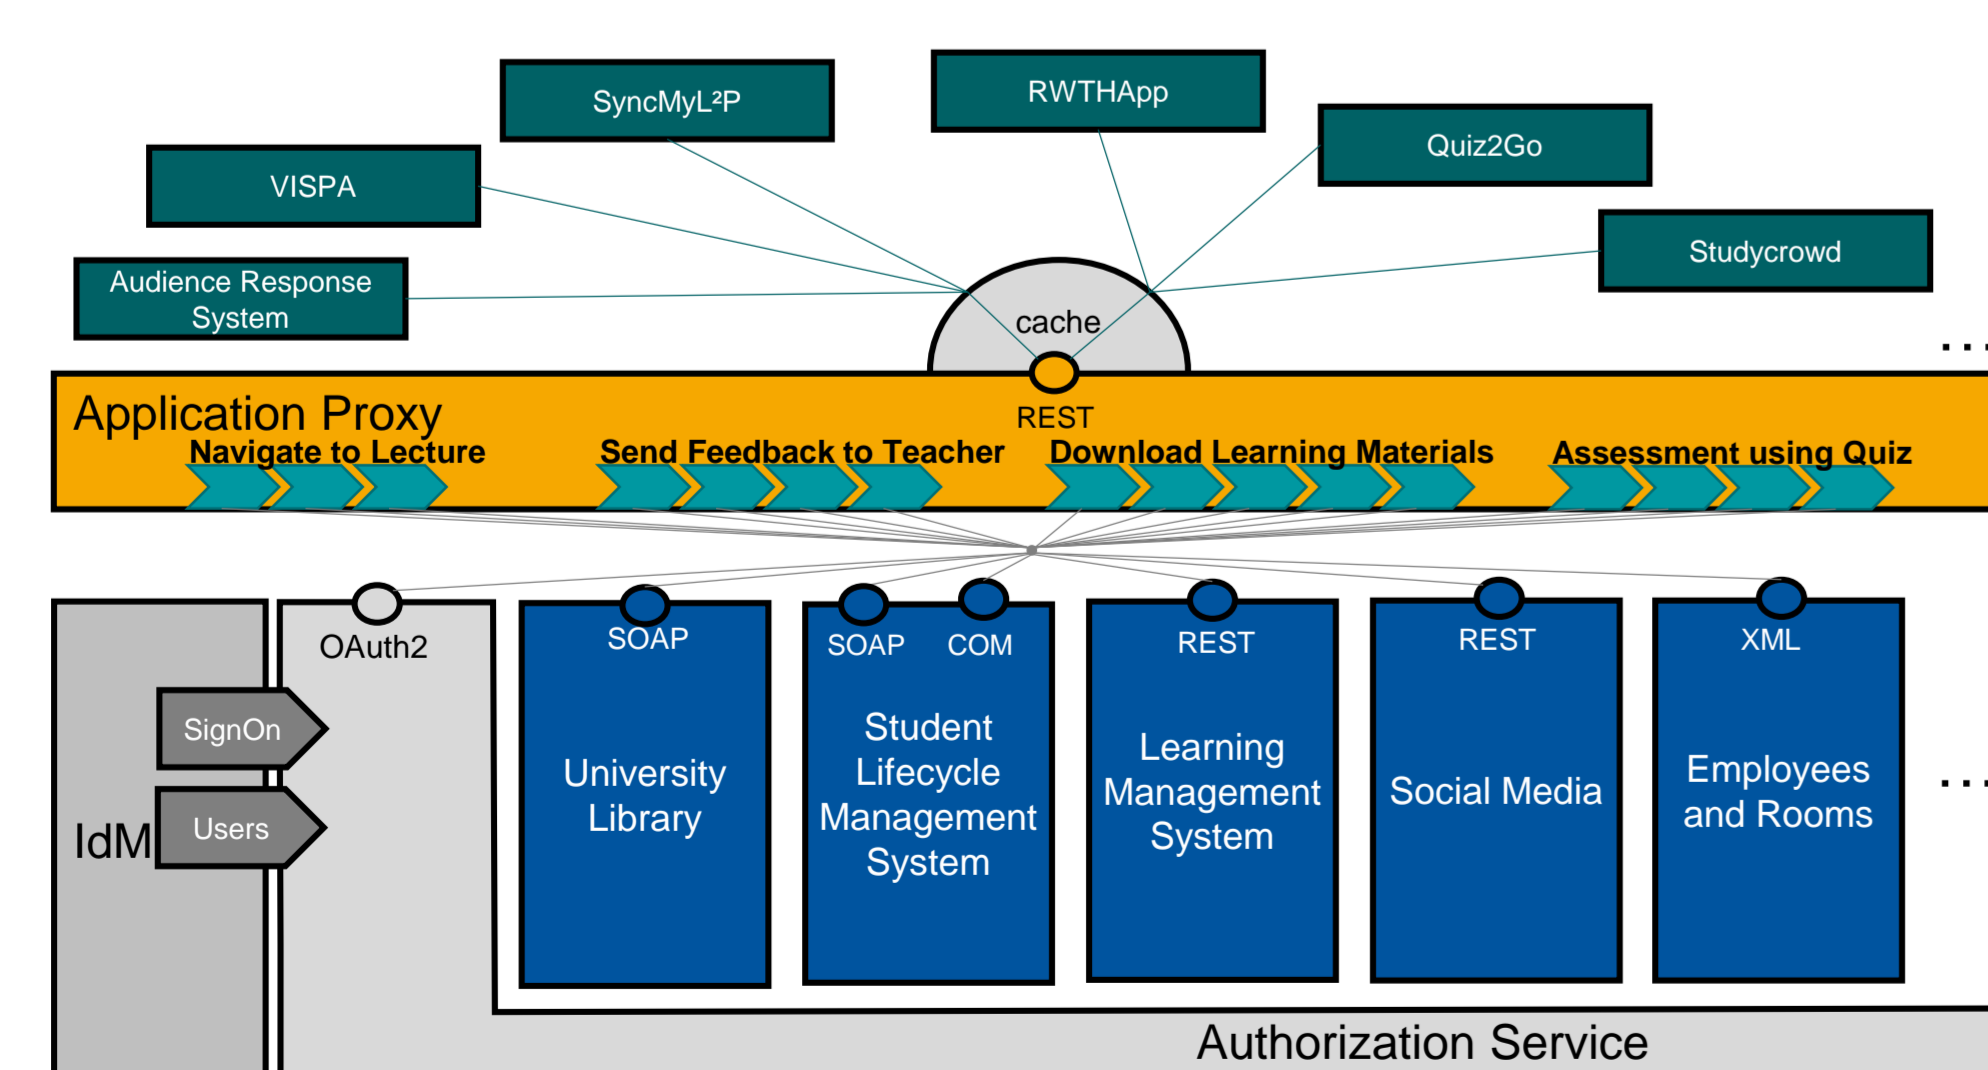 SyncMyL²P
RWTHApp
Quiz2Go
VISPA
Studycrowd
Audience Response
System
cache
...
Application Proxy
REST
Navigate to Lecture
Send Feedback to Teacher
Download Learning Materials
Assessment using Quiz
OAuth2
SOAP
SOAP
COM
REST
REST
XML
IdM
SignOn
Users
University
Library
Student
Lifecycle
Management
System
Learning
Management
System
Social Media
Employees
and Rooms
...
Authorization Service